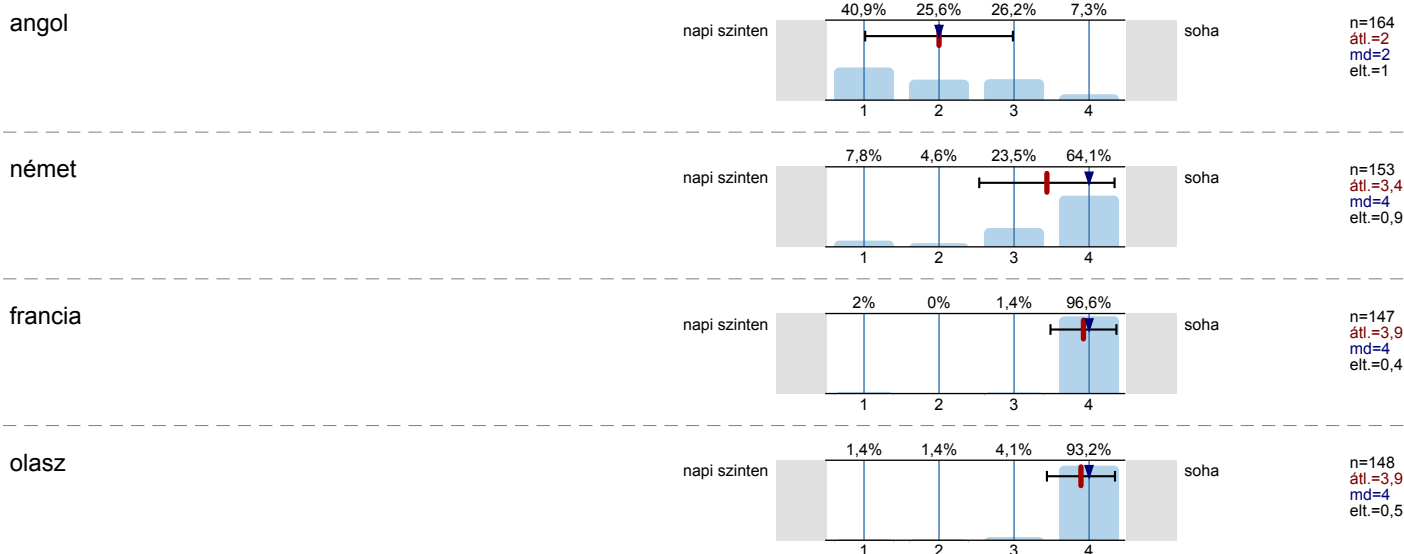 angol
napi szinten
40,9% 25,6% 26,2% 7,3%
1 2 3 4
soha
n=164
átl.=2
md=2
elt.=1
német
napi szinten
7,8% 4,6% 23,5% 64,1%
1 2 3 4
soha
n=153
átl.=3,4
md=4
elt.=0,9
francia
napi szinten
2% 0% 1,4% 96,6%
1 2 3 4
soha
n=147
átl.=3,9
md=4
elt.=0,4
olasz
napi szinten
1,4% 1,4% 4,1% 93,2%
1 2 3 4
soha
n=148
átl.=3,9
md=4
elt.=0,5